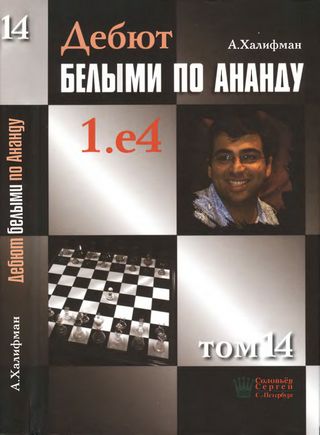 14
Дебют белыми по Ананду
А.Халифман
Дебют
А.Халифман
БЕЛЫМИ ПО АНАНДУ
1.e4
том 14
Соловьёв
Сергей
С.-Петербург